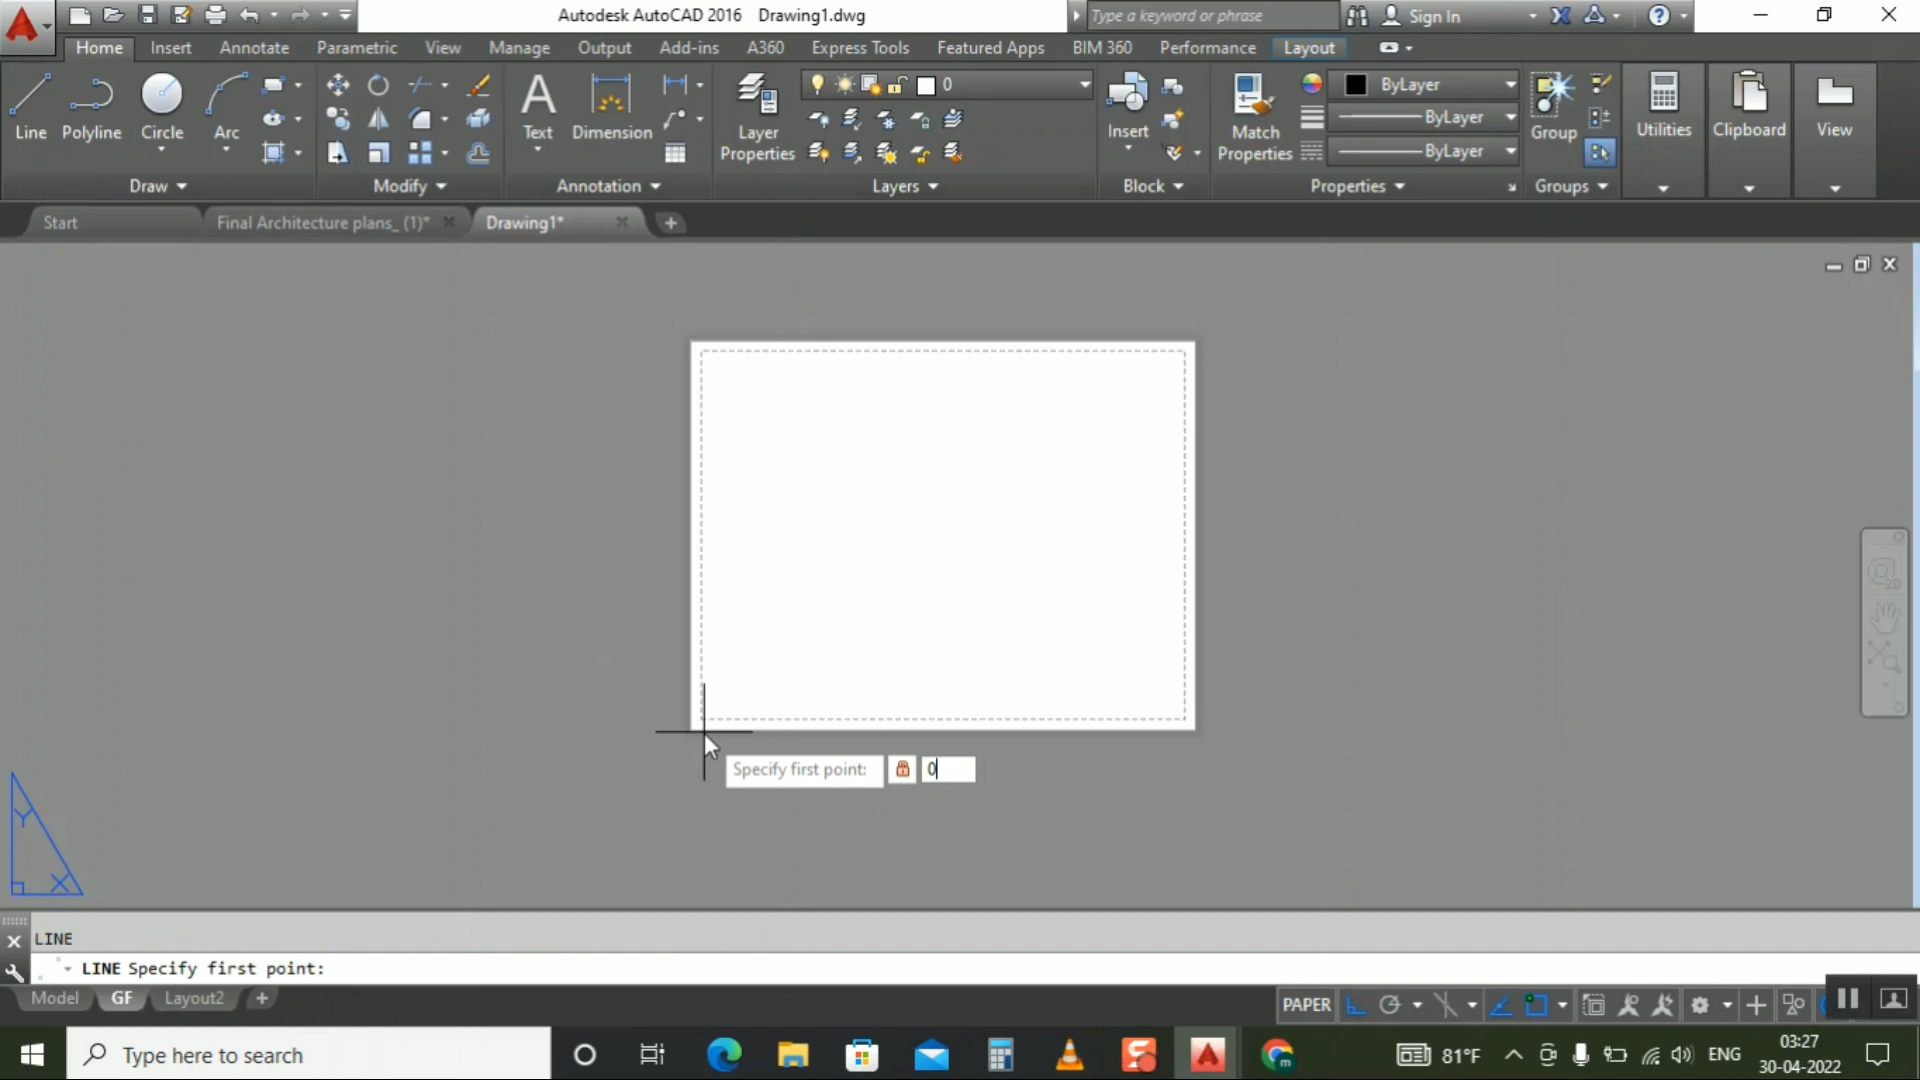 Autodesk AutoCAD 2016 Drawing1.dwg
Type a keyword or phrase
Sign In
Home Insert Annotate Parametric View Manage Output Add-ins A360 Express Tools Featured Apps BIM 360 Performance Layout
Line Polyline Circle Arc
Text Dimension
Layer Properties
0
Insert
Match Properties
ByLayer
ByLayer
ByLayer
Group
Utilities
Clipboard
View
Draw Modify Annotation Layers Block Properties Groups
Start Final Architecture plans_ (1)* Drawing1*
2D
Specify first point: 0
Y
X
LINE
LINE Specify first point:
Model GF Layout2
PAPER
Type here to search
81°F
ENG
03:27
30-04-2022